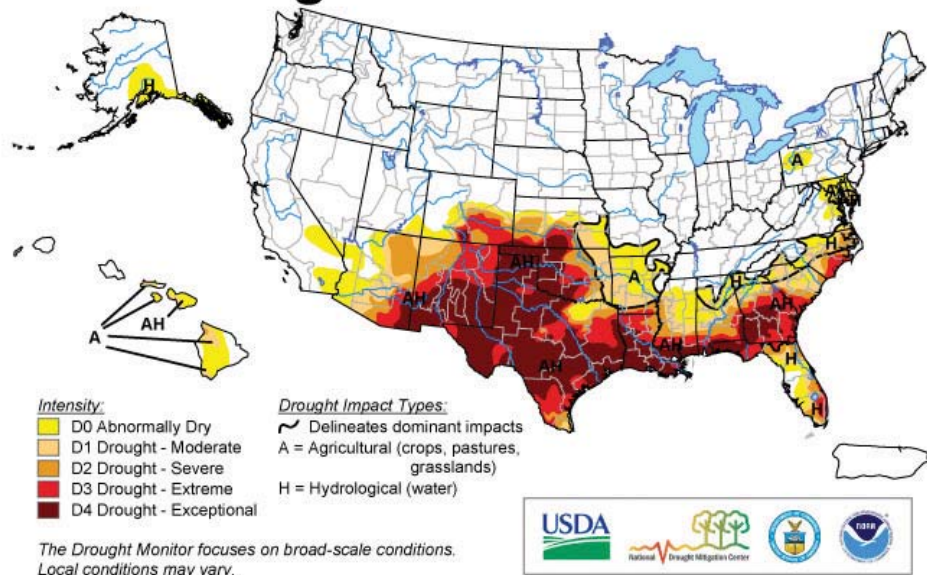 H
A
A
H
H
AH
A
H
AH
AH
AH
AH
AH
A
H
H
Intensity:
D0 Abnormally Dry
D1 Drought - Moderate
D2 Drought - Severe
D3 Drought - Extreme
D4 Drought - Exceptional
Drought Impact Types:
Delineates dominant impacts
A = Agricultural (crops, pastures,
grasslands)
H = Hydrological (water)
The Drought Monitor focuses on broad-scale conditions.
Local conditions may vary.
USDA
National Drought Mitigation Center
NOAA